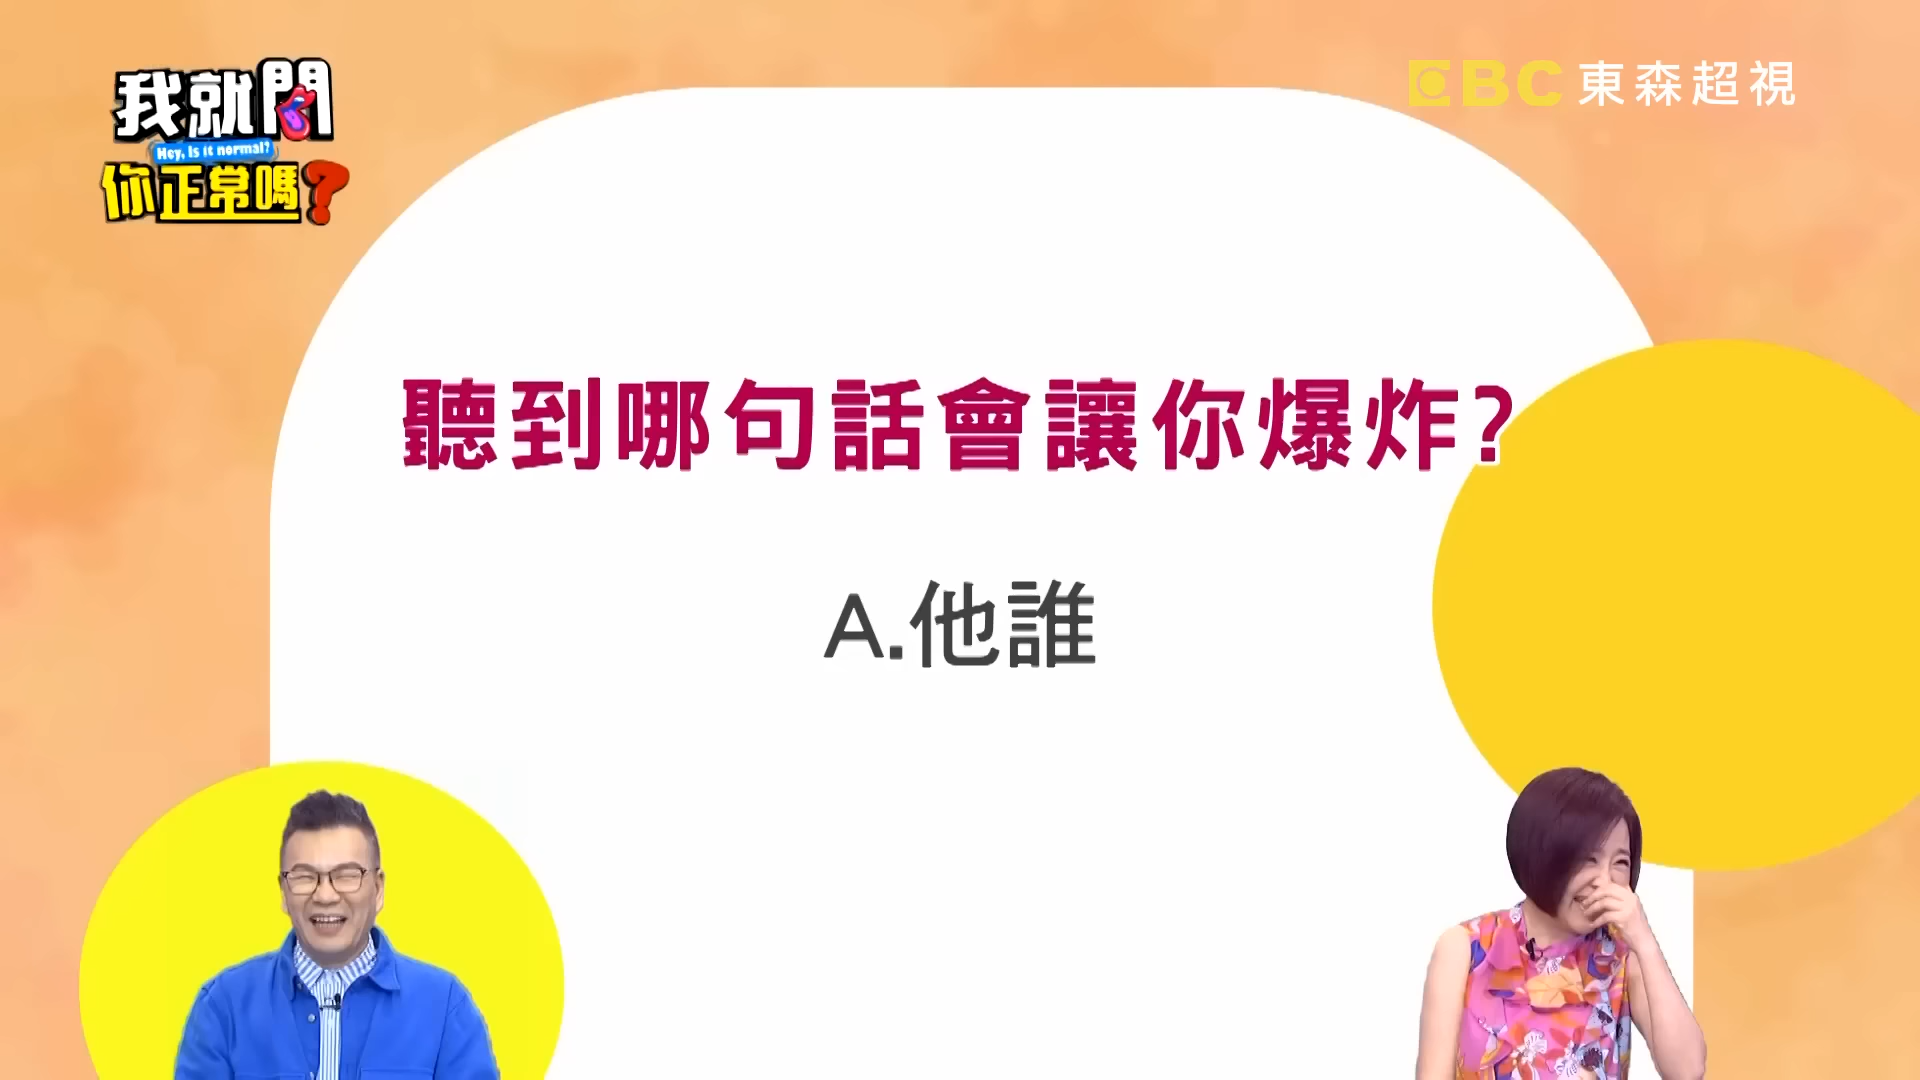 我就問
Hey, is it normal?
你正常嗎?
EBC 東森超視
聽到哪句話會讓你爆炸?
A.他誰